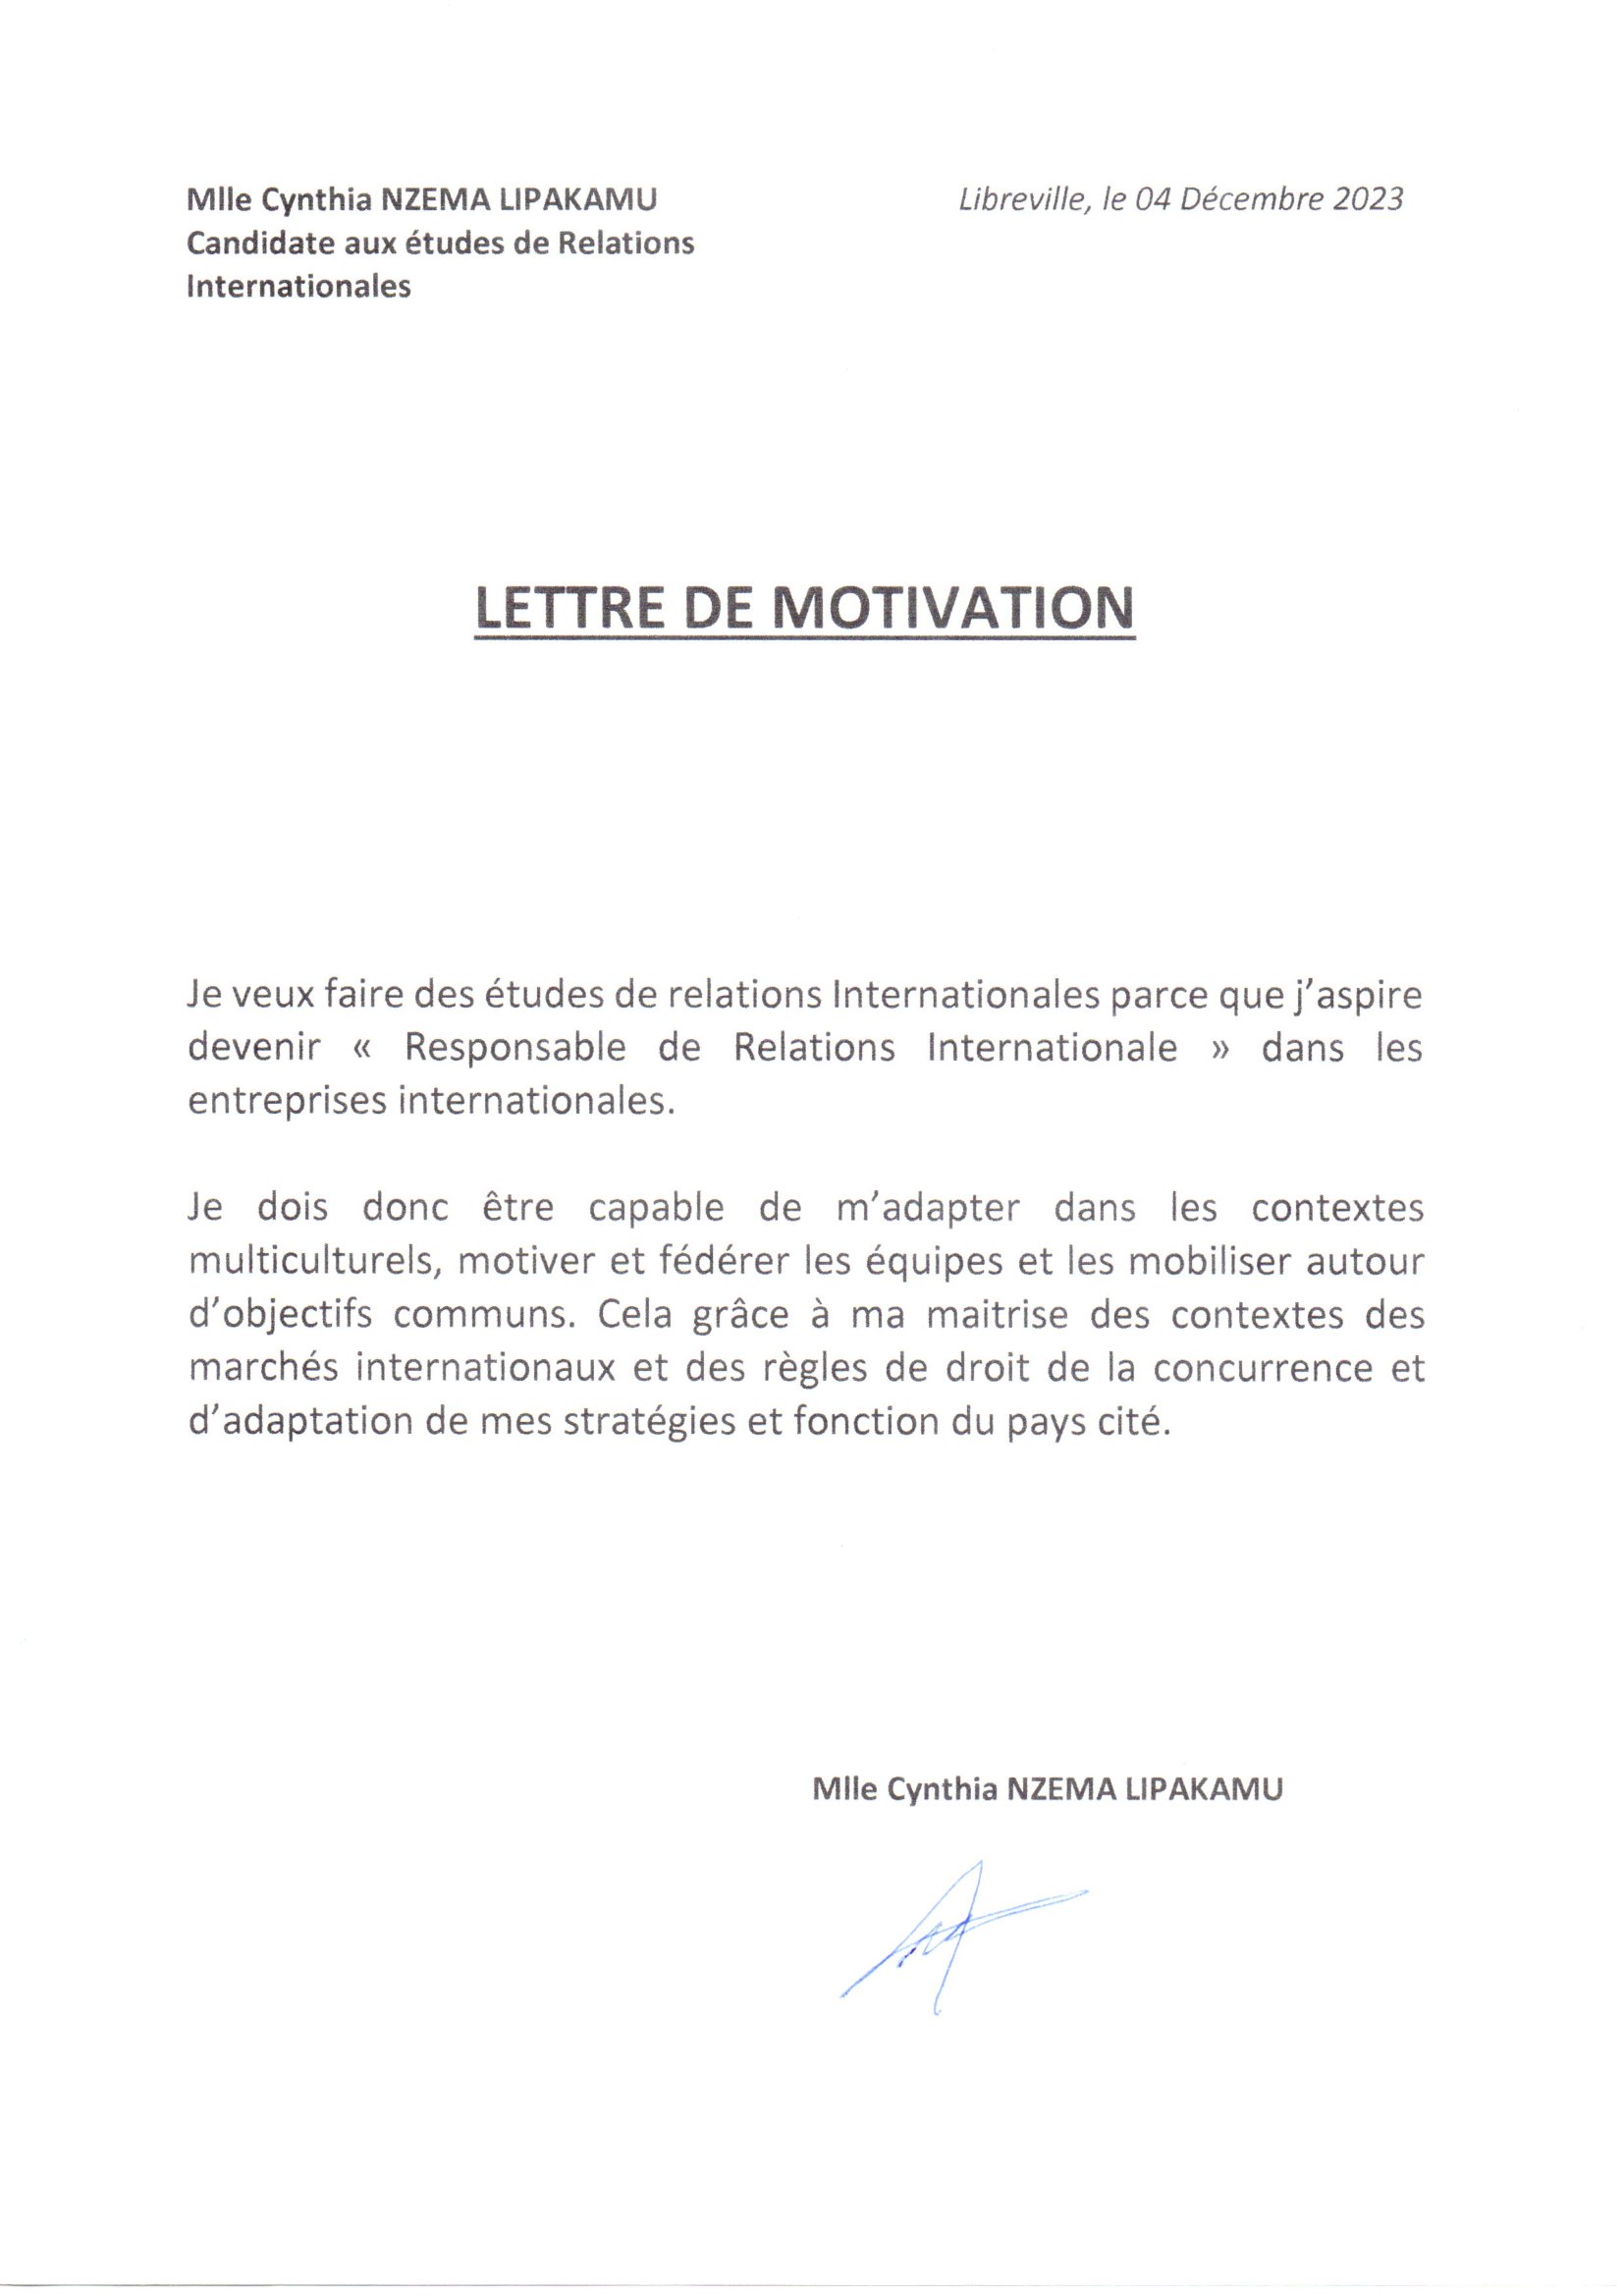 Mlle Cynthia NZEMA LIPAKAMU
Libreville, le 04 Décembre 2023
Candidate aux études de Relations
Internationales
LETTRE DE MOTIVATION
Je veux faire des études de relations Internationales parce que j’aspire
devenir « Responsable de Relations Internationale » dans les
entreprises internationales.
Je dois donc être capable de m’adapter dans les contextes
multiculturels, motiver et fédérer les équipes et les mobiliser autour
d’objectifs communs. Cela grâce à ma maitrise des contextes des
marchés internationaux et des règles de droit de la concurrence et
d’adaptation de mes stratégies et fonction du pays cité.
Mlle Cynthia NZEMA LIPAKAMU